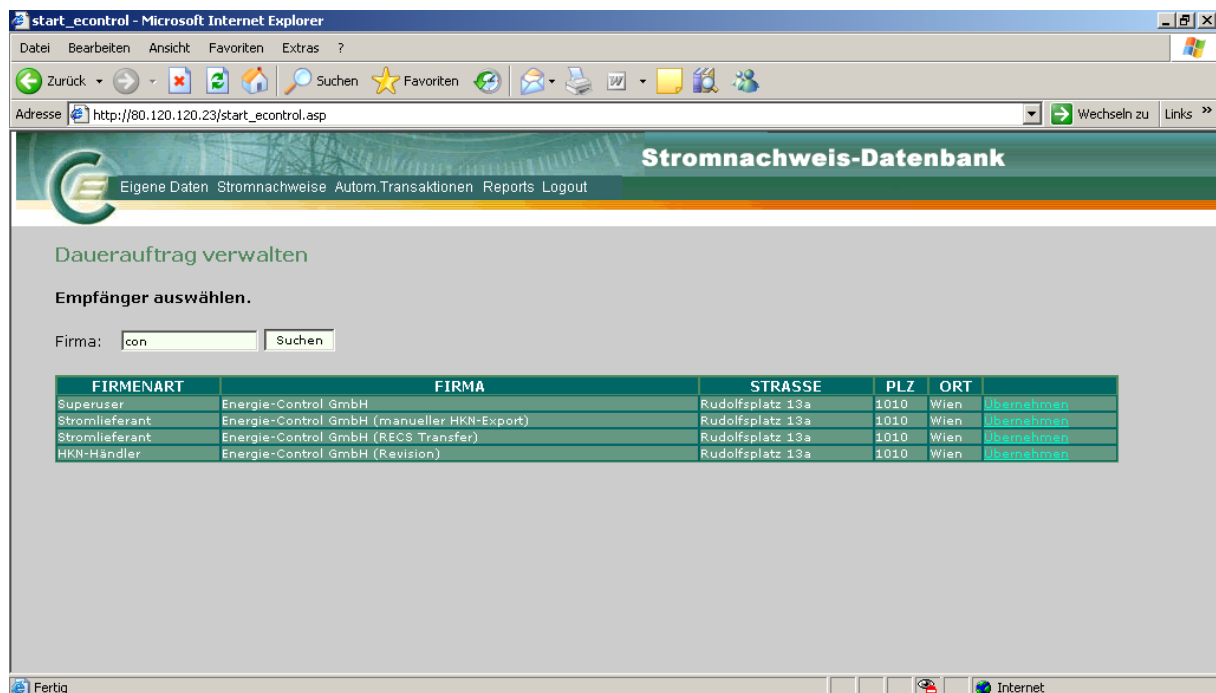 start_econtrol - Microsoft Internet Explorer
Datei Bearbeiten Ansicht Favoriten Extras ?
Zurück Suchen Favoriten
Adresse http://80.120.120.23/start_econtrol.asp Wechseln zu Links »
Stromnachweis-Datenbank
Eigene Daten Stromnachweise Autom.Transaktionen Reports Logout
Dauerauftrag verwalten
Empfänger auswählen.
Firma: con Suchen
FIRMENART FIRMA STRASSE PLZ ORT
Superuser Energie-Control GmbH Rudolfsplatz 13a 1010 Wien Übernehmen
Stromlieferant Energie-Control GmbH (manueller HKN-Export) Rudolfsplatz 13a 1010 Wien Übernehmen
Stromlieferant Energie-Control GmbH (RECS Transfer) Rudolfsplatz 13a 1010 Wien Übernehmen
HKN-Händler Energie-Control GmbH (Revision) Rudolfsplatz 13a 1010 Wien Übernehmen
Fertig Internet